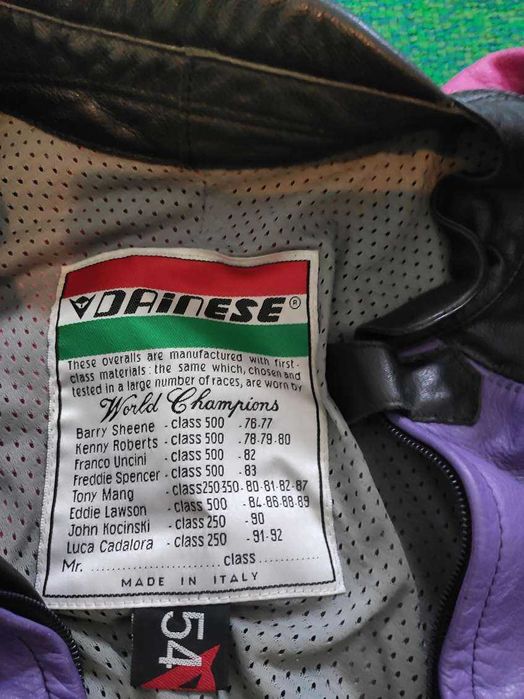 DAINESE®
These overalls are manufactured with first-
class materials : the same which, chosen and
tested in a large number of races, are worn by
World Champions
Barry Sheene - class 500 - 76-77
Kenny Roberts - class 500 - 78-79-80
Franco Uncini - class 500 - 82
Freddie Spencer - class 500 - 83
Tony Mang - class250-350- 80-81-82-87
Eddie Lawson - class 500 - 84-86-88-89
John Kocinski - class 250 - 90
Luca Cadalora - class 250 - 91-92
Mr. .......................... class ...............
MADE IN ITALY
54